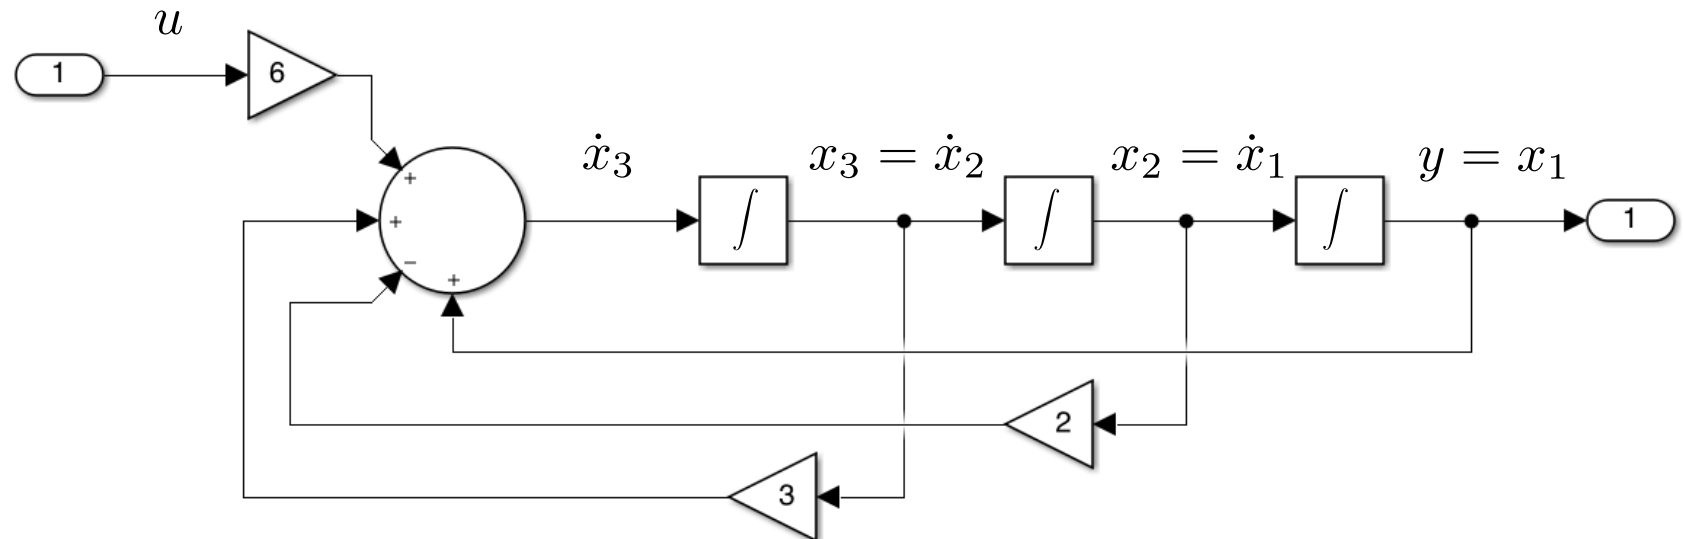 u
1
6
ẋ₃
x₃ = ẋ₂
x₂ = ẋ₁
y = x₁
+
+
−
+
∫
∫
∫
1
2
3